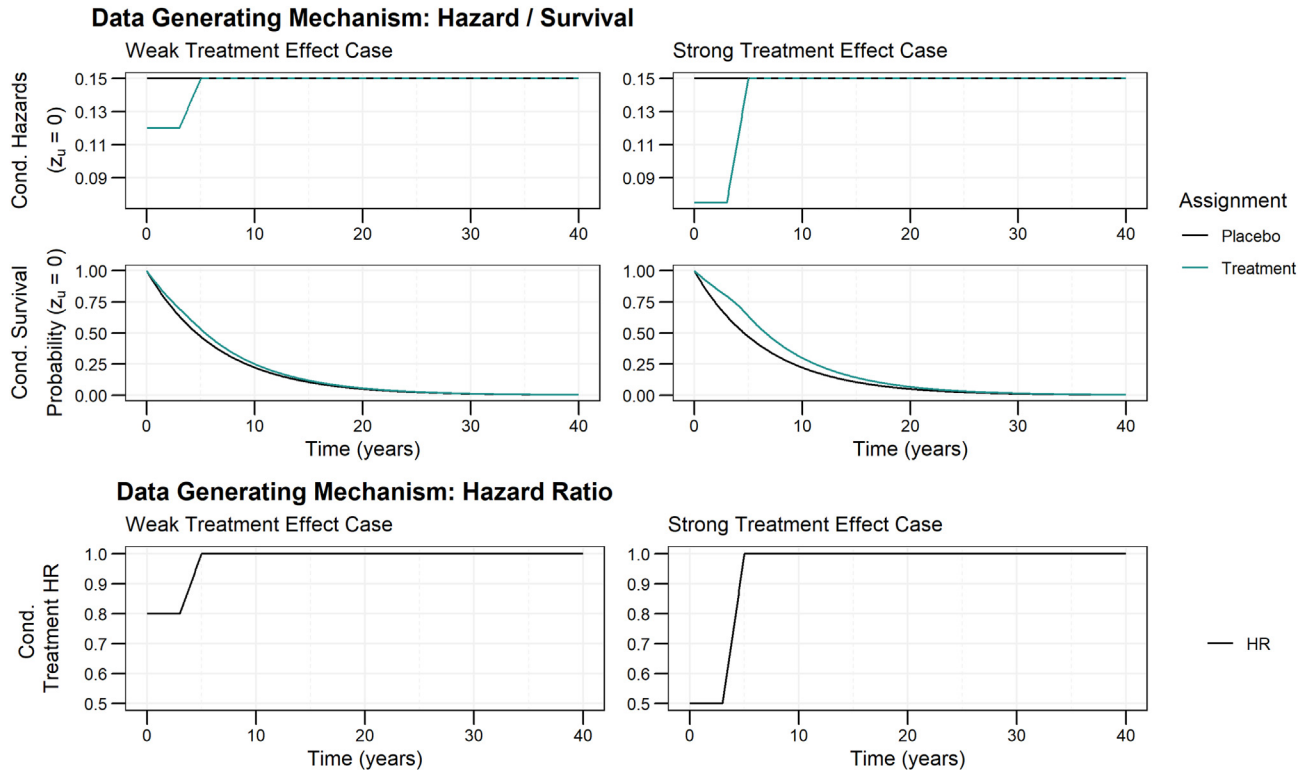 Data Generating Mechanism: Hazard / Survival
Weak Treatment Effect Case
Strong Treatment Effect Case
Cond. Hazards
(z_u = 0)
0.15
0.13
0.11
0.09
0 10 20 30 40
0.15
0.13
0.11
0.09
0 10 20 30 40
Cond. Survival
Probability (z_u = 0)
1.00
0.75
0.50
0.25
0.00
0 10 20 30 40
Time (years)
1.00
0.75
0.50
0.25
0.00
0 10 20 30 40
Time (years)
Assignment
Placebo
Treatment
Data Generating Mechanism: Hazard Ratio
Weak Treatment Effect Case
Strong Treatment Effect Case
Cond.
Treatment HR
1.0
0.9
0.8
0.7
0.6
0.5
0 10 20 30 40
Time (years)
1.0
0.9
0.8
0.7
0.6
0.5
0 10 20 30 40
Time (years)
HR